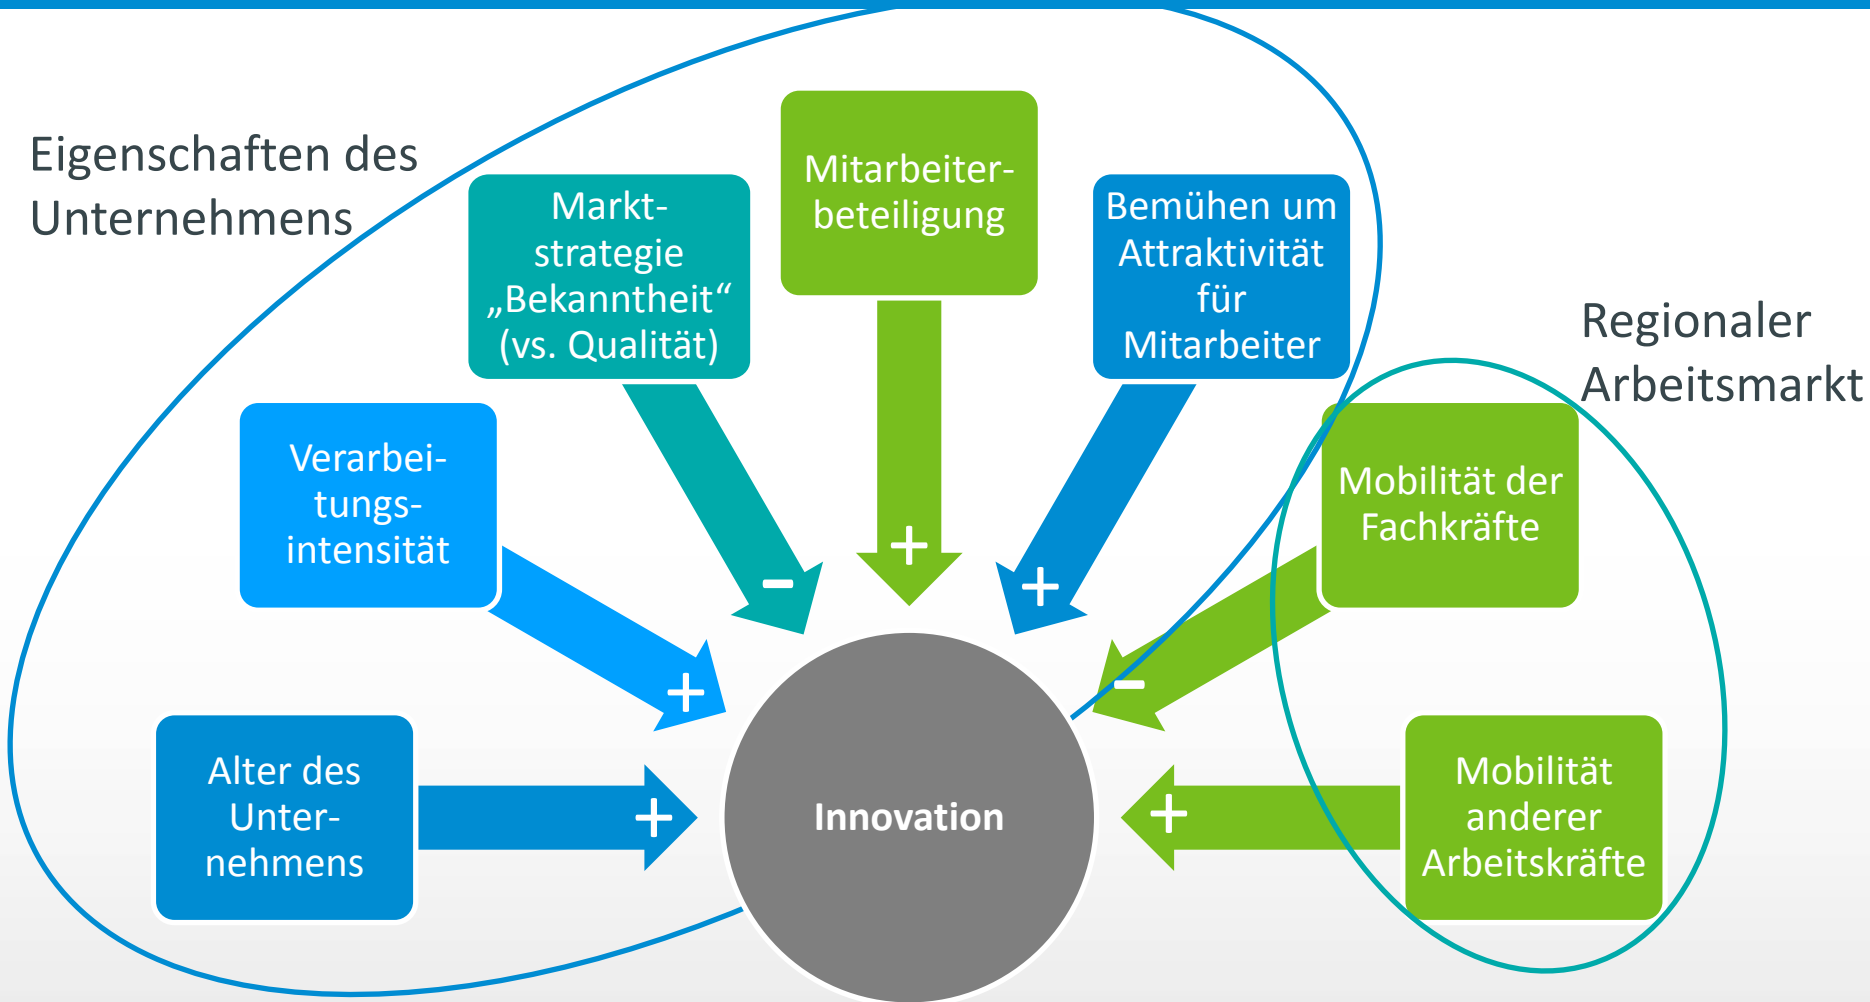 Eigenschaften des
Unternehmens
Markt-
strategie
„Bekanntheit“
(vs. Qualität)
Mitarbeiter-
beteiligung
Bemühen um
Attraktivität
für
Mitarbeiter
Regionaler
Arbeitsmarkt
Verarbei-
tungs-
intensität
Mobilität der
Fachkräfte
Alter des
Unter-
nehmens
Mobilität
anderer
Arbeitskräfte
+
+
-
+
+
-
+
Innovation